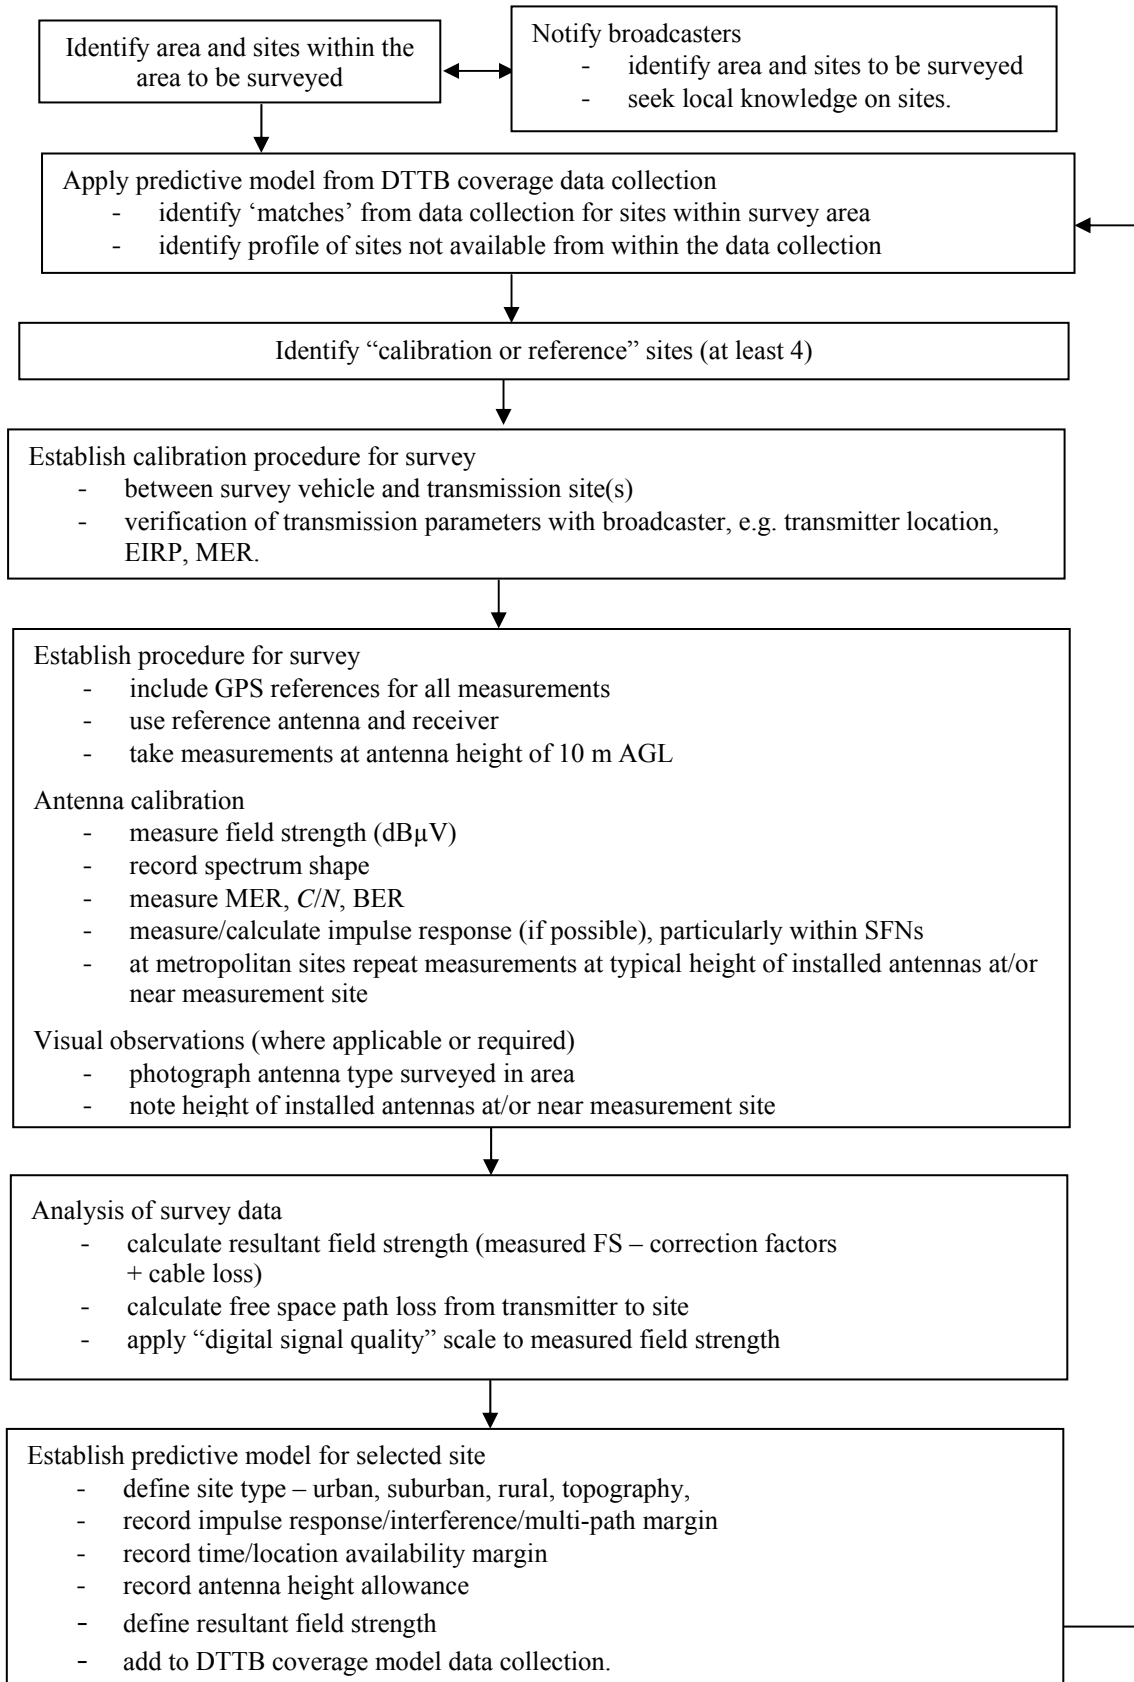 Identify area and sites within the
area to be surveyed
Notify broadcasters
- identify area and sites to be surveyed
- seek local knowledge on sites.
Apply predictive model from DTTB coverage data collection
- identify ‘matches’ from data collection for sites within survey area
- identify profile of sites not available from within the data collection
Identify “calibration or reference” sites (at least 4)
Establish calibration procedure for survey
- between survey vehicle and transmission site(s)
- verification of transmission parameters with broadcaster, e.g. transmitter location,
EIRP, MER.
Establish procedure for survey
- include GPS references for all measurements
- use reference antenna and receiver
- take measurements at antenna height of 10 m AGL
Antenna calibration
- measure field strength (dBµV)
- record spectrum shape
- measure MER, C/N, BER
- measure/calculate impulse response (if possible), particularly within SFNs
- at metropolitan sites repeat measurements at typical height of installed antennas at/or
near measurement site
Visual observations (where applicable or required)
- photograph antenna type surveyed in area
- note height of installed antennas at/or near measurement site
Analysis of survey data
- calculate resultant field strength (measured FS – correction factors
+ cable loss)
- calculate free space path loss from transmitter to site
- apply “digital signal quality” scale to measured field strength
Establish predictive model for selected site
- define site type – urban, suburban, rural, topography,
- record impulse response/interference/multi-path margin
- record time/location availability margin
- record antenna height allowance
- define resultant field strength
- add to DTTB coverage model data collection.